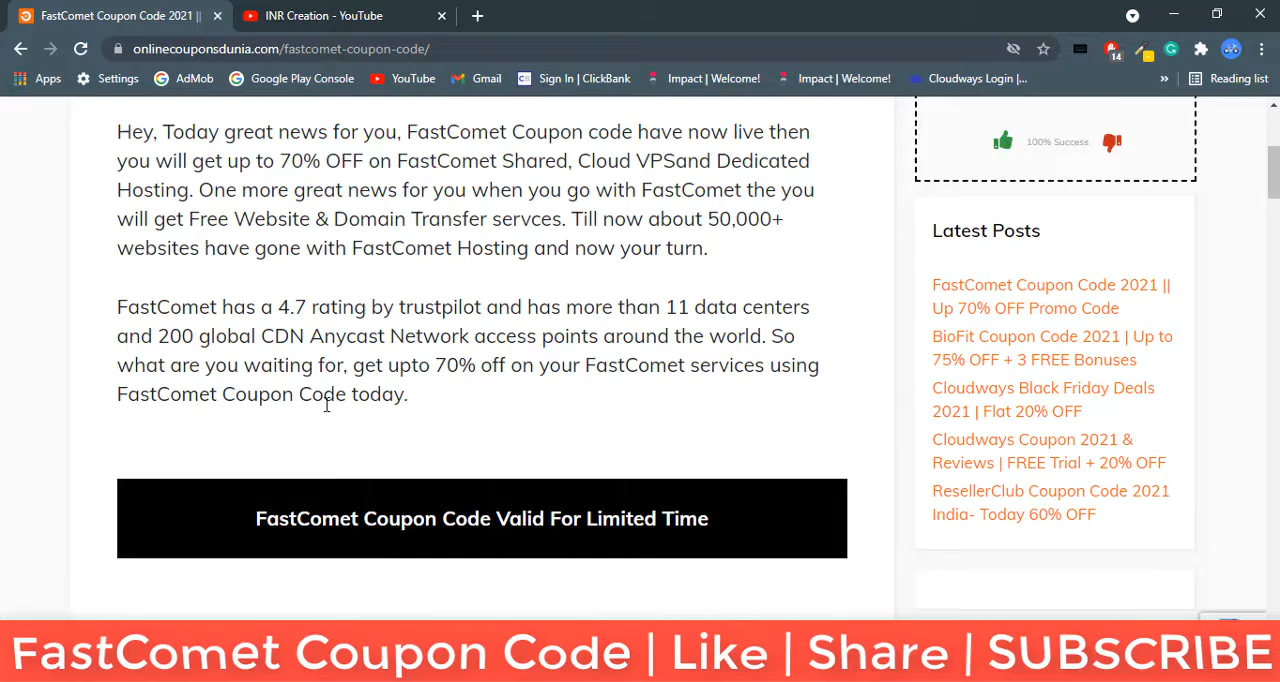 FastComet Coupon Code 2021 ||
INR Creation - YouTube
onlinecouponsdunia.com/fastcomet-coupon-code/
Apps
Settings
AdMob
Google Play Console
YouTube
Gmail
Sign In | ClickBank
Impact | Welcome!
Impact | Welcome!
Cloudways Login |...
»
Reading list
14
Hey, Today great news for you, FastComet Coupon code have now live then
you will get up to 70% OFF on FastComet Shared, Cloud VPSand Dedicated
Hosting. One more great news for you when you go with FastComet the you
will get Free Website & Domain Transfer servces. Till now about 50,000+
websites have gone with FastComet Hosting and now your turn.
FastComet has a 4.7 rating by trustpilot and has more than 11 data centers
and 200 global CDN Anycast Network access points around the world. So
what are you waiting for, get upto 70% off on your FastComet services using
FastComet Coupon Code today.
FastComet Coupon Code Valid For Limited Time
100% Success
Latest Posts
FastComet Coupon Code 2021 ||
Up 70% OFF Promo Code
BioFit Coupon Code 2021 | Up to
75% OFF + 3 FREE Bonuses
Cloudways Black Friday Deals
2021 | Flat 20% OFF
Cloudways Coupon 2021 &
Reviews | FREE Trial + 20% OFF
ResellerClub Coupon Code 2021
India- Today 60% OFF
FastComet Coupon Code | Like | Share | SUBSCRIBE